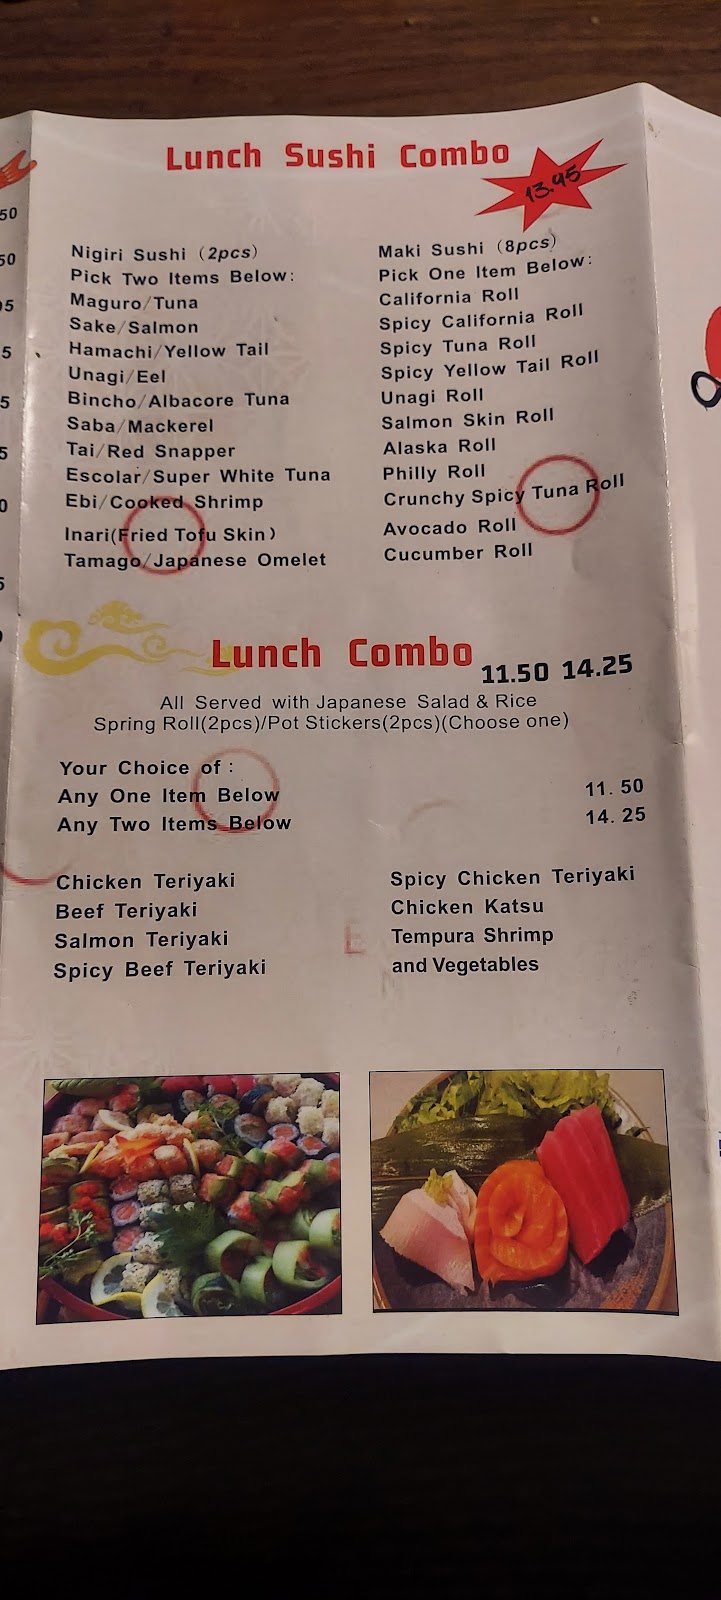 Lunch Sushi Combo
13.95
Nigiri Sushi (2pcs)
Pick Two Items Below:
Maguro/Tuna
Sake/Salmon
Hamachi/Yellow Tail
Unagi/Eel
Bincho/Albacore Tuna
Saba/Mackerel
Tai/Red Snapper
Escolar/Super White Tuna
Ebi/Cooked Shrimp
Inari(Fried Tofu Skin)
Tamago/Japanese Omelet
Maki Sushi (8pcs)
Pick One Item Below:
California Roll
Spicy California Roll
Spicy Tuna Roll
Spicy Yellow Tail Roll
Unagi Roll
Salmon Skin Roll
Alaska Roll
Philly Roll
Crunchy Spicy Tuna Roll
Avocado Roll
Cucumber Roll
Lunch Combo
11.50 14.25
All Served with Japanese Salad & Rice
Spring Roll(2pcs)/Pot Stickers(2pcs)(Choose one)
Your Choice of :
Any One Item Below 11. 50
Any Two Items Below 14. 25
Chicken Teriyaki
Beef Teriyaki
Salmon Teriyaki
Spicy Beef Teriyaki
Spicy Chicken Teriyaki
Chicken Katsu
Tempura Shrimp
and Vegetables